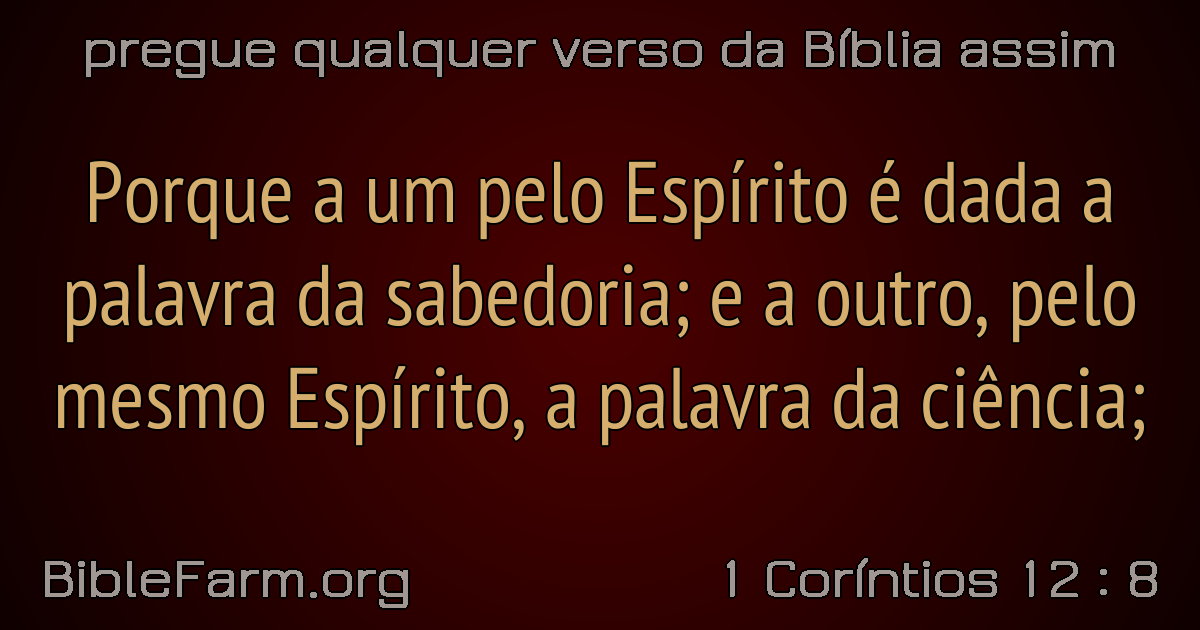 pregue qualquer verso da Bíblia assim
Porque a um pelo Espírito é dada a
palavra da sabedoria; e a outro, pelo
mesmo Espírito, a palavra da ciência;
BibleFarm.org
1 Coríntios 12 : 8